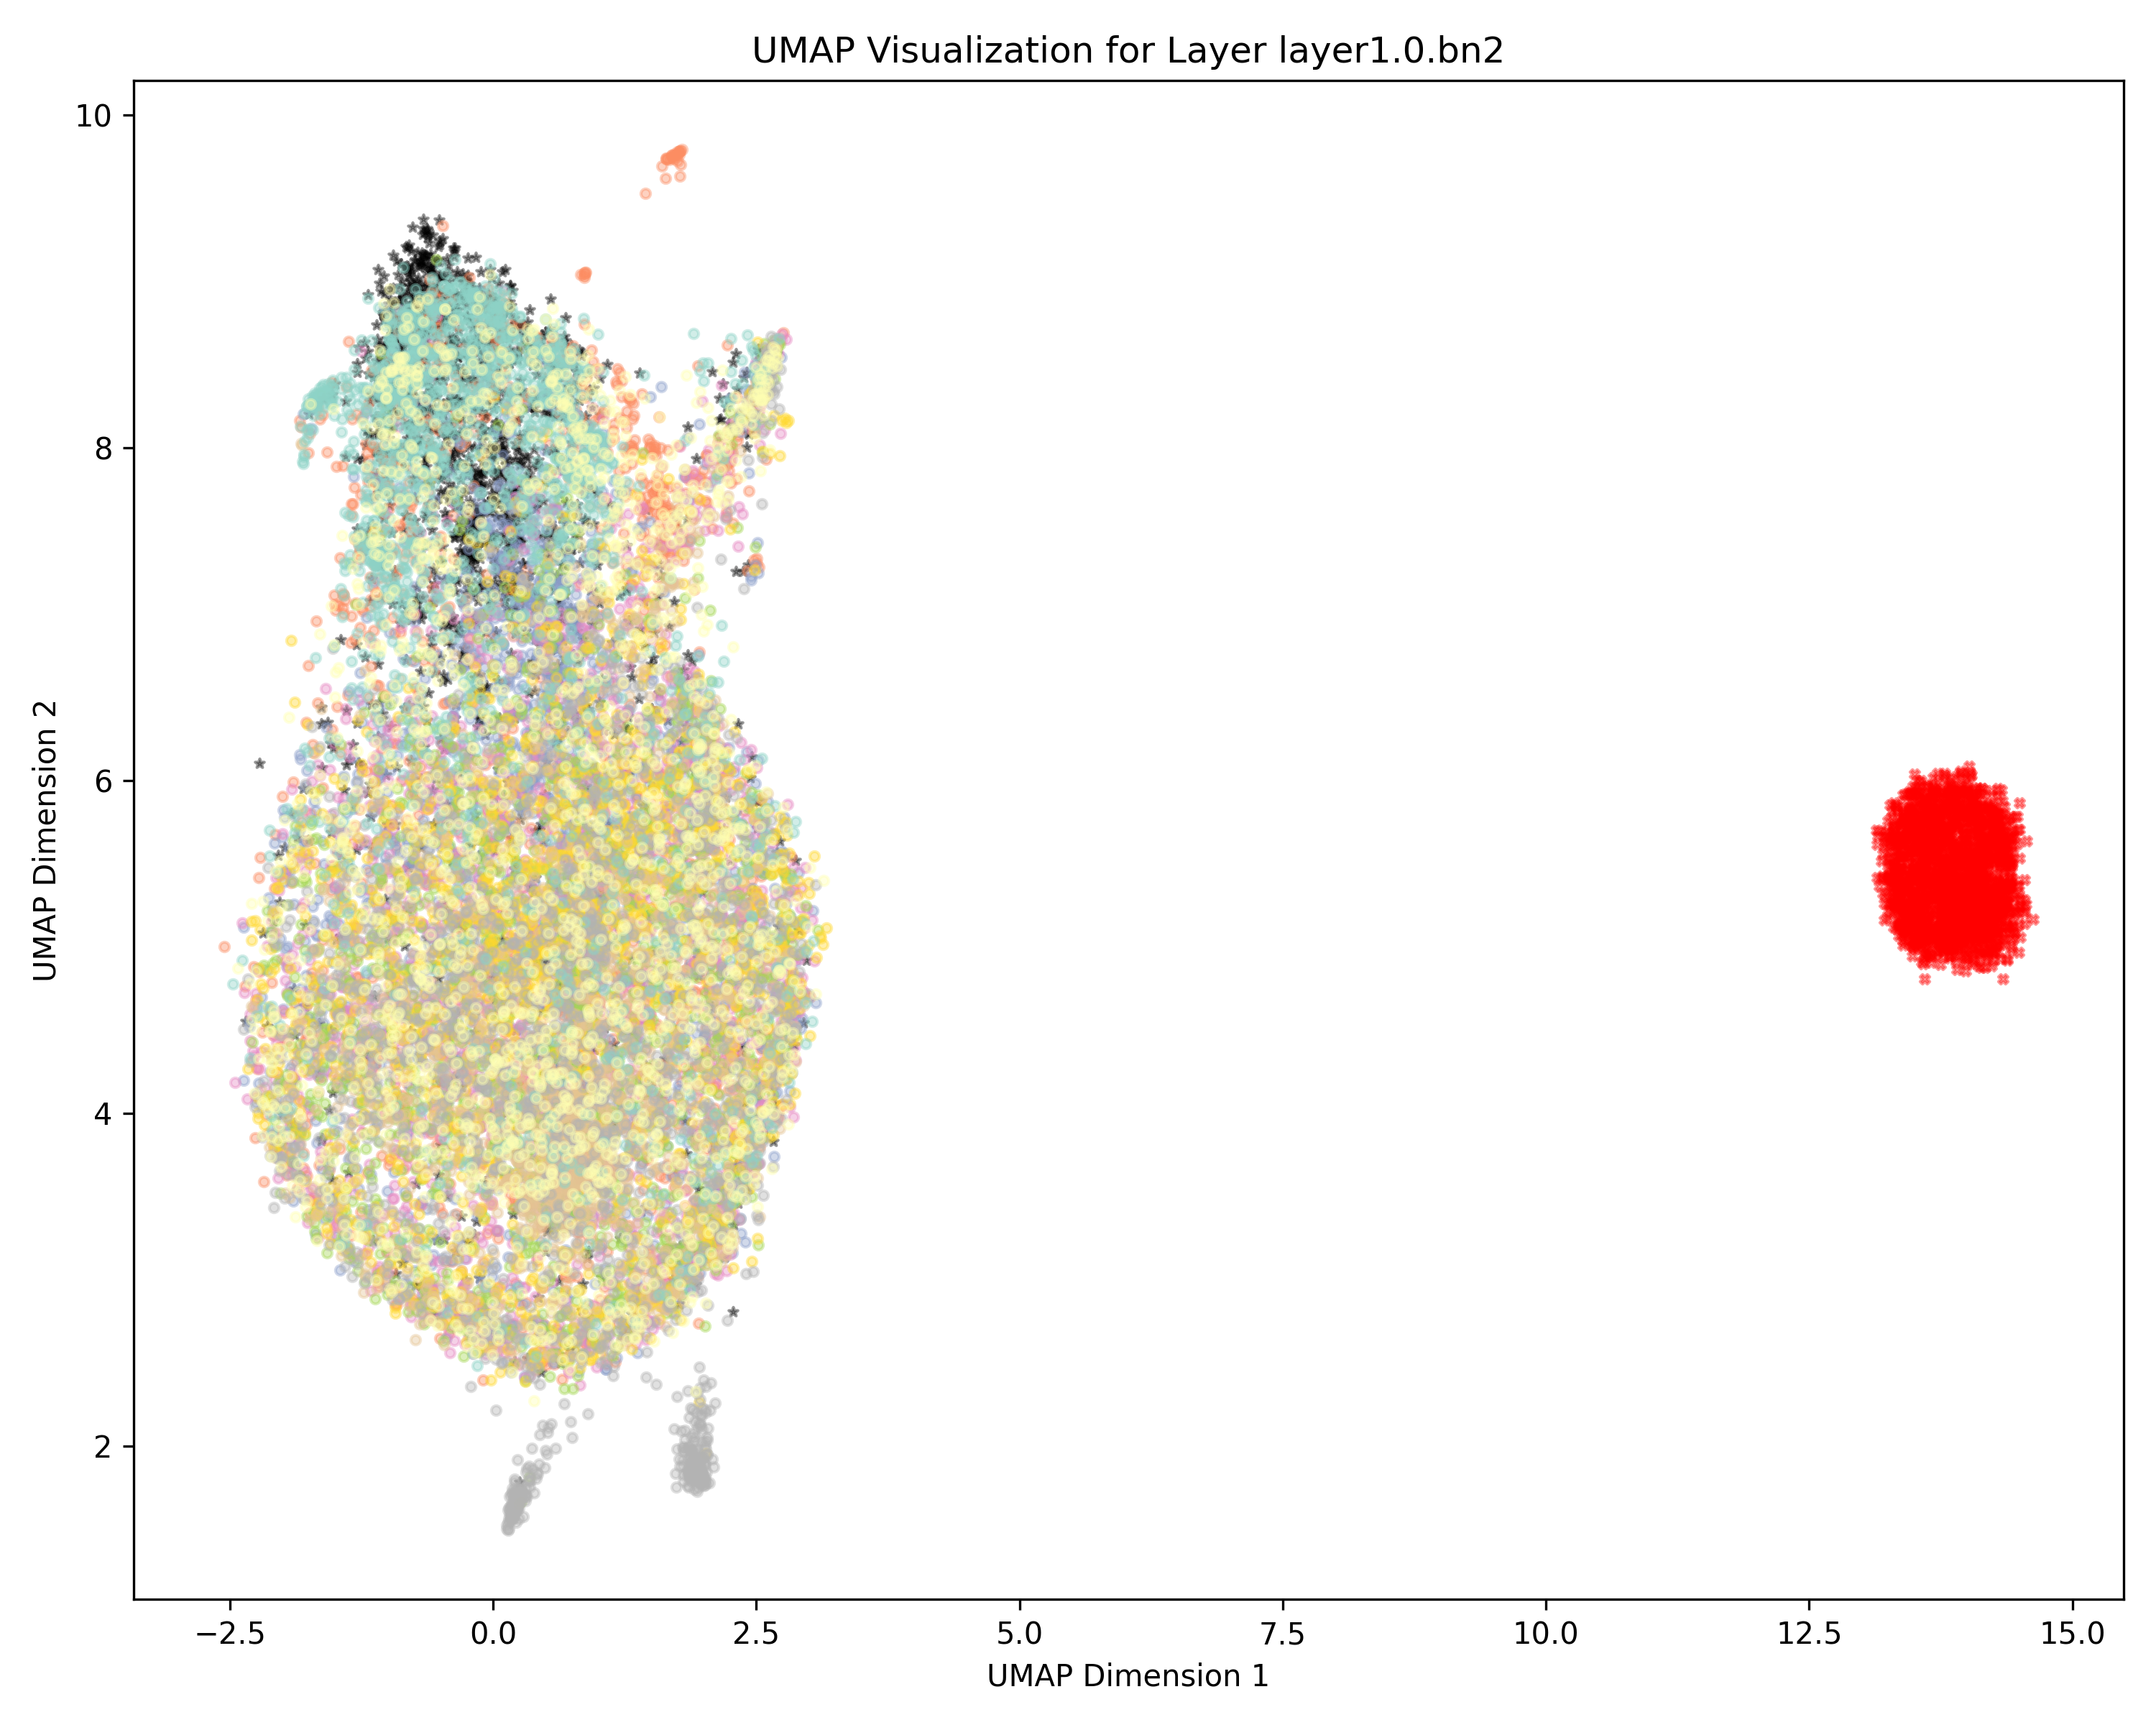 UMAP Visualization for Layer layer1.0.bn2
10
8
6
4
2
UMAP Dimension 2
−2.5 0.0 2.5 5.0 7.5 10.0 12.5 15.0
UMAP Dimension 1